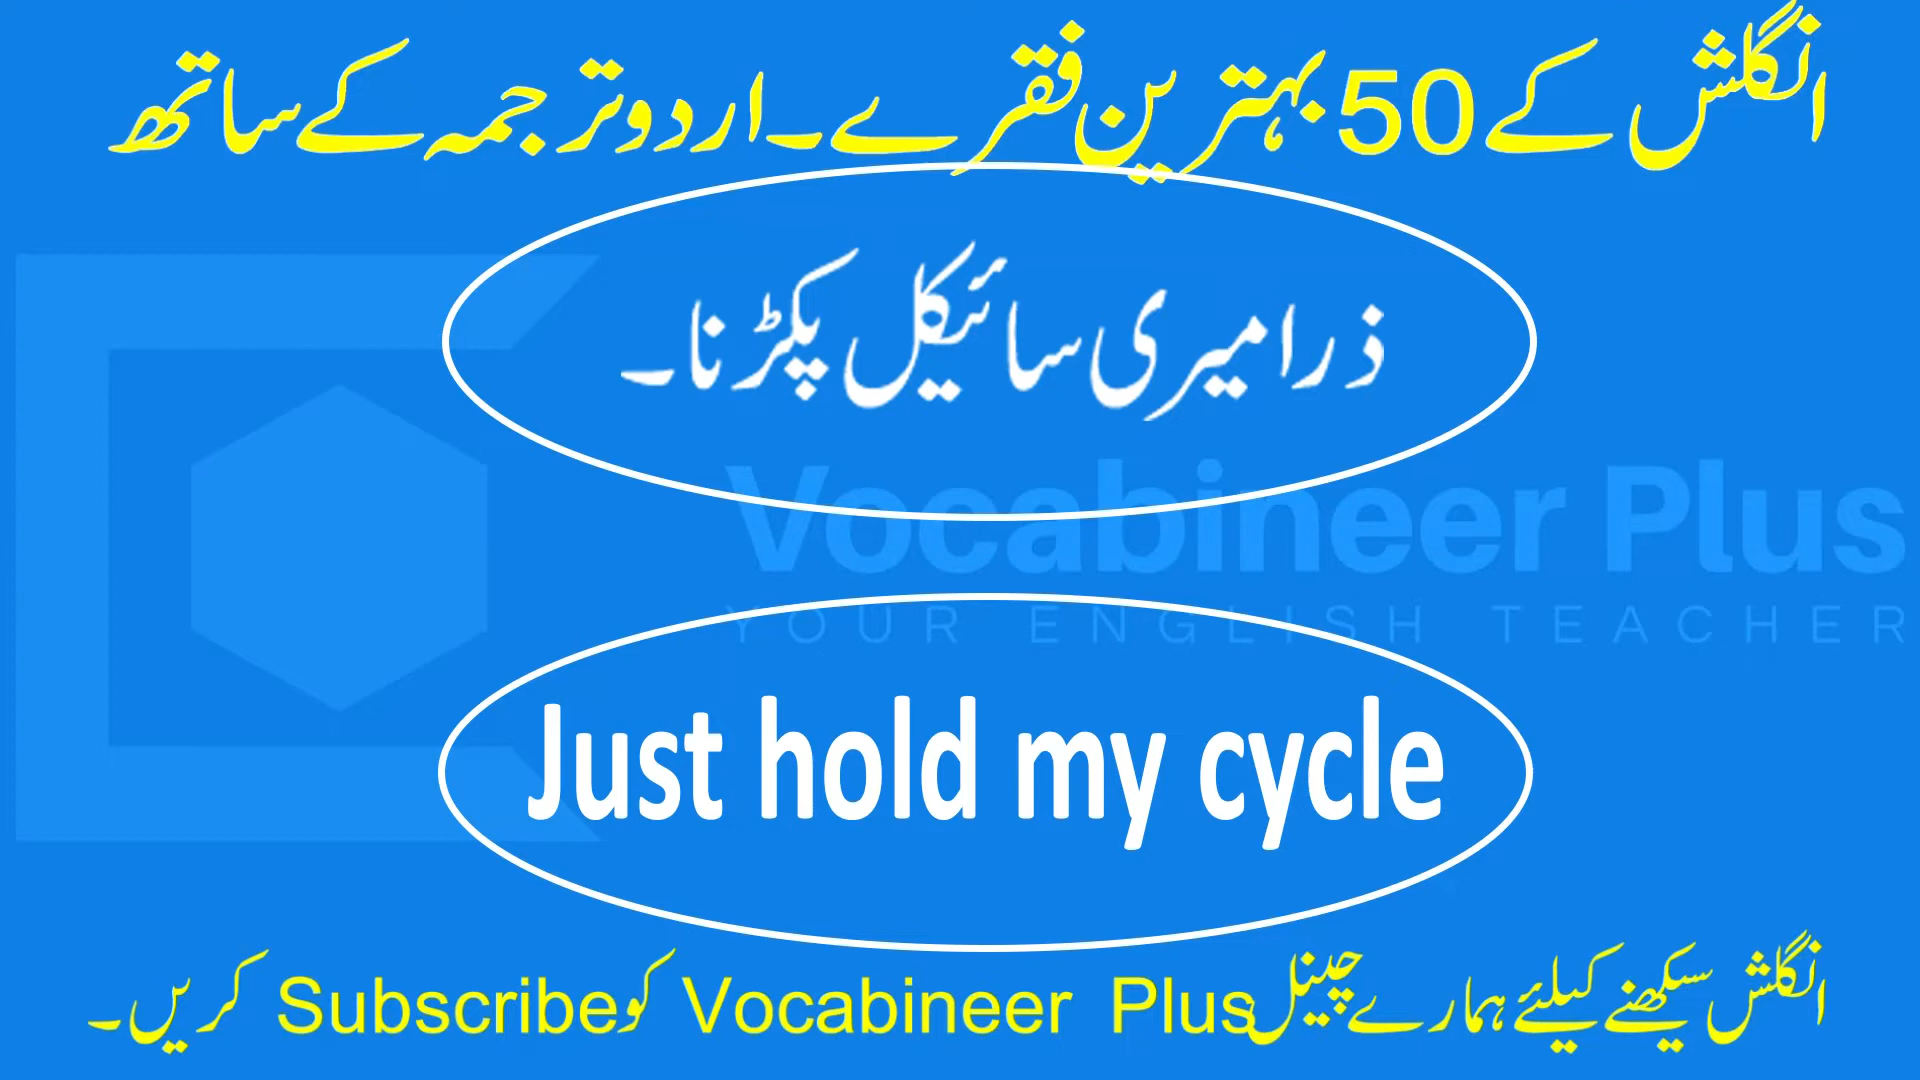 انگلش کے 50 بہترین فقرے۔ اردو ترجمہ کے ساتھ
ذرا میری سائیکل پکڑنا۔
Vocabineer Plus
YOUR ENGLISH TEACHER
Just hold my cycle
انگلش سیکھنے کیلئے ہمارے چینل Vocabineer Plus کو Subscribe کریں۔